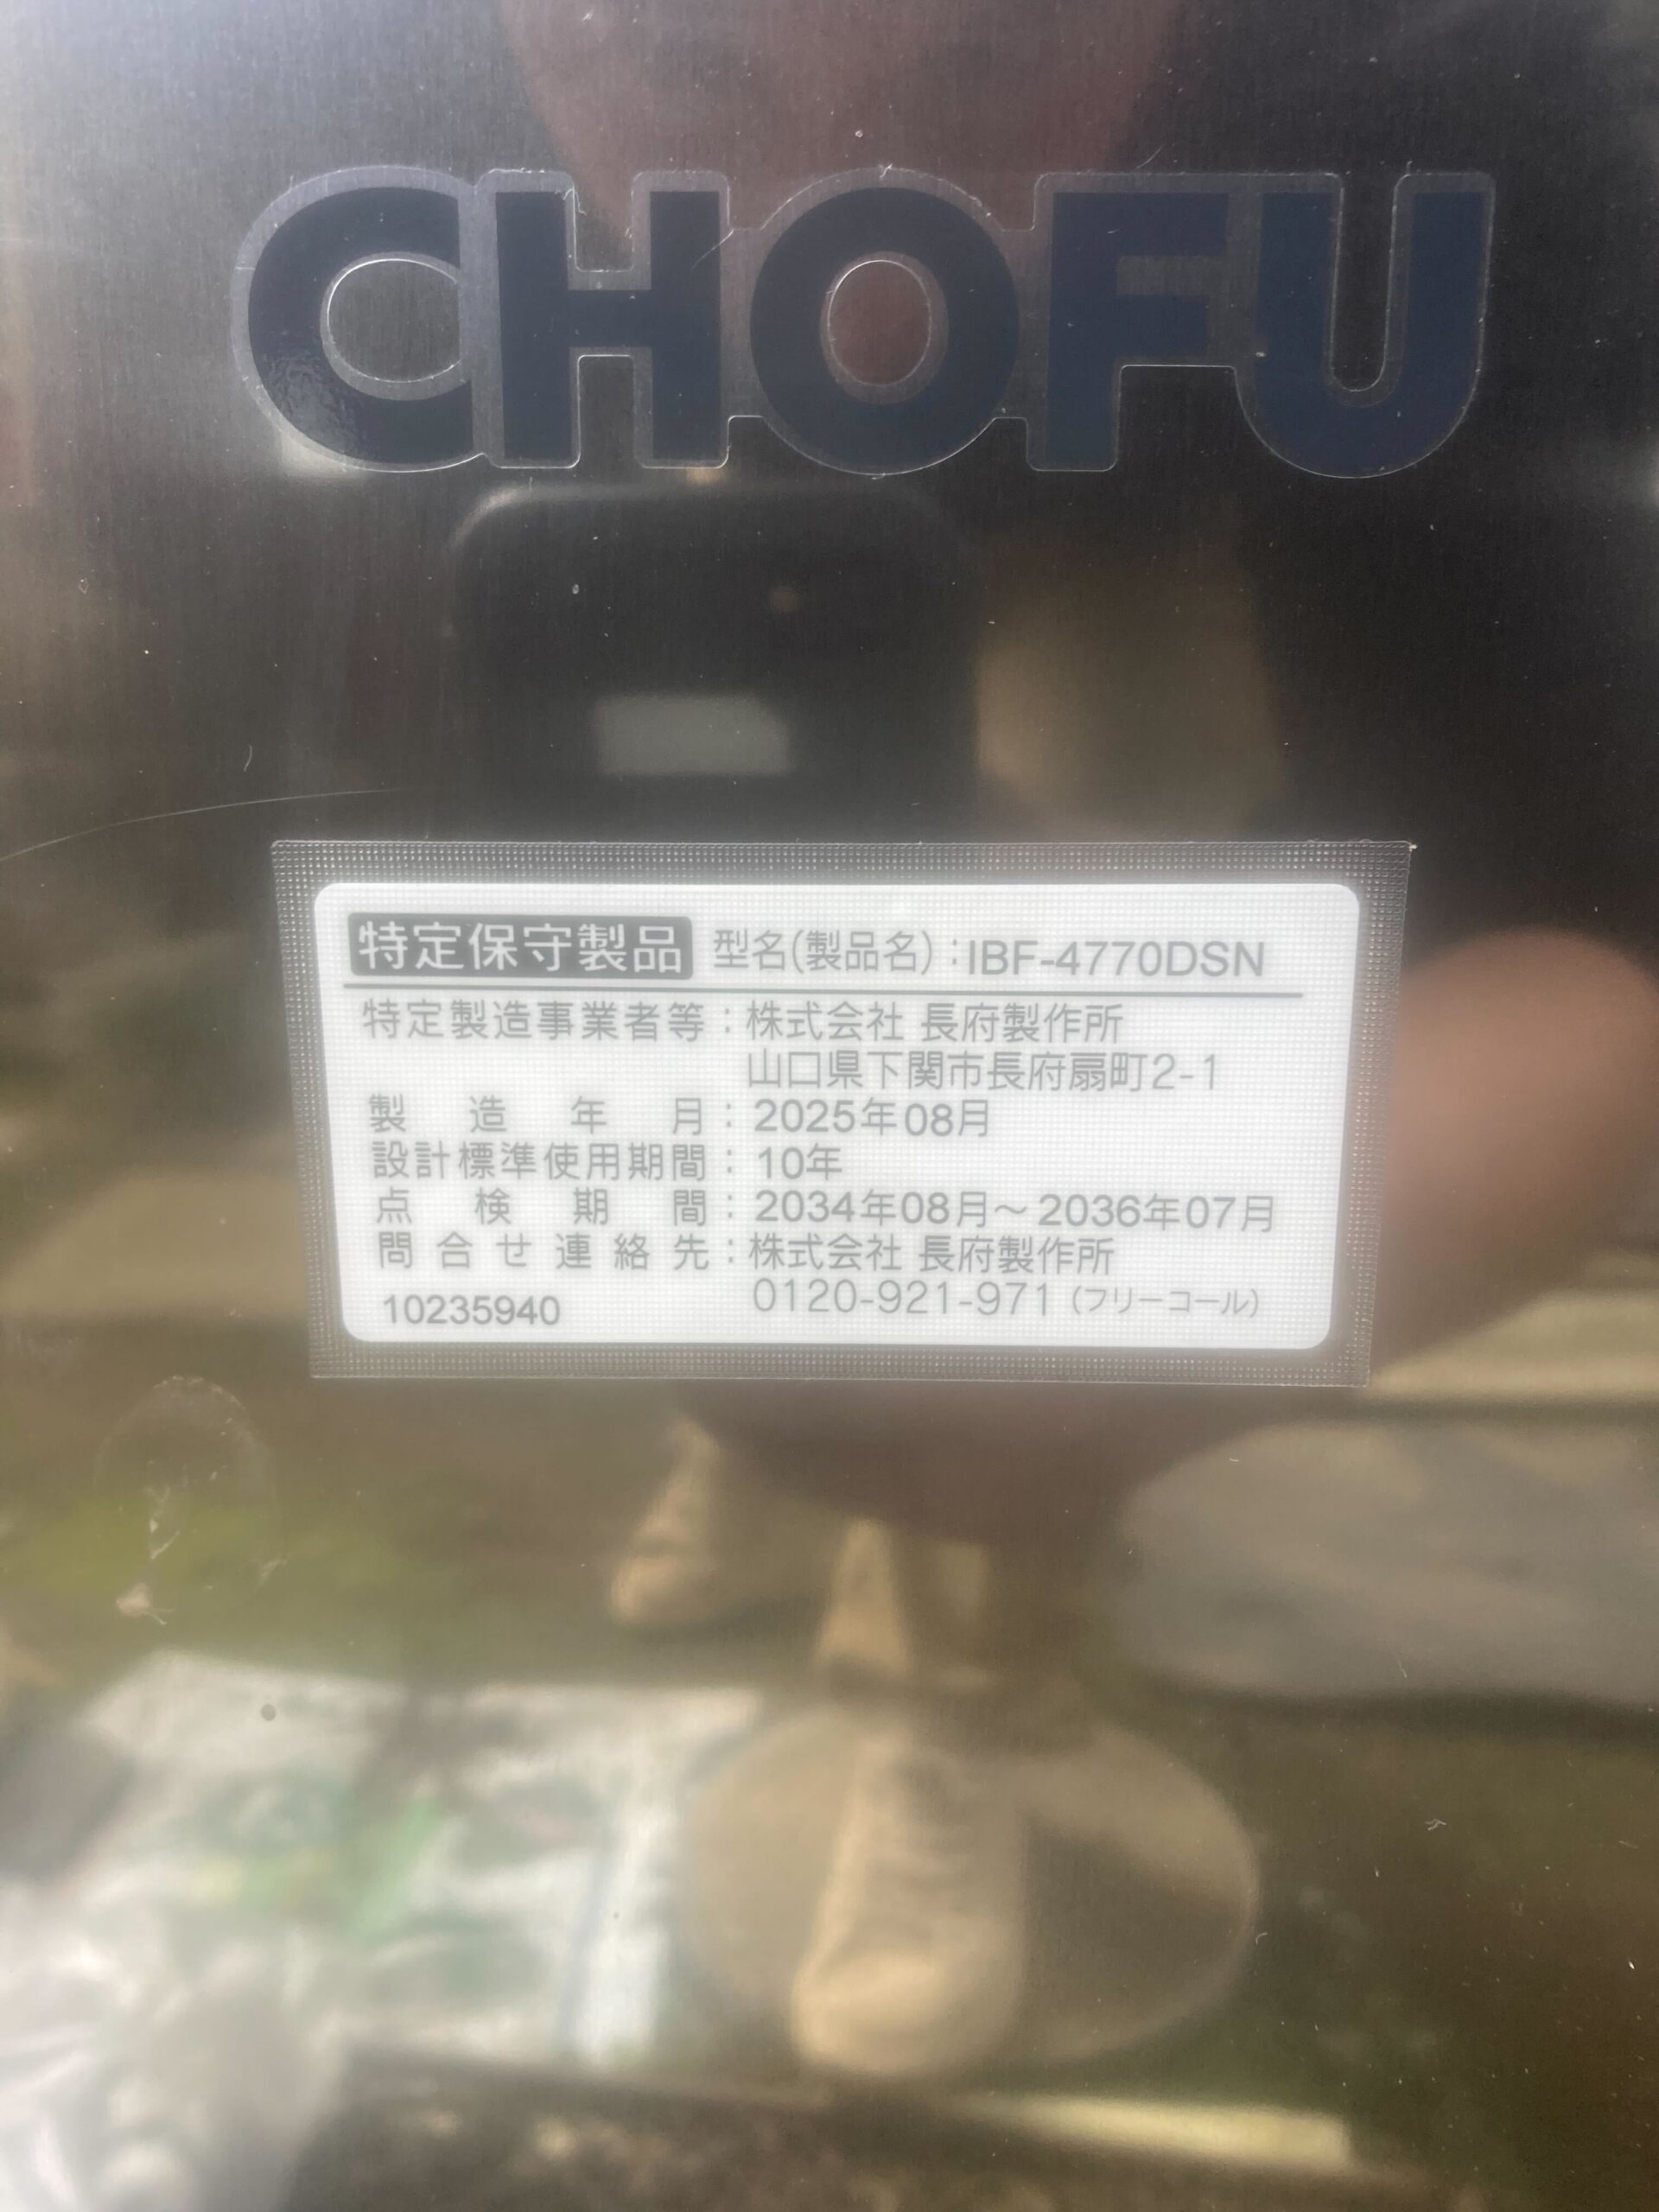 CHOFU
特定保守製品 型名(製品名):IBF-4770DSN
特定製造事業者等:株式会社 長府製作所
山口県下関市長府扇町2-1
製造年月:2025年08月
設計標準使用期間:10年
点検期間:2034年08月～2036年07月
問合せ連絡先:株式会社 長府製作所
10235940 0120-921-971(フリーコール)